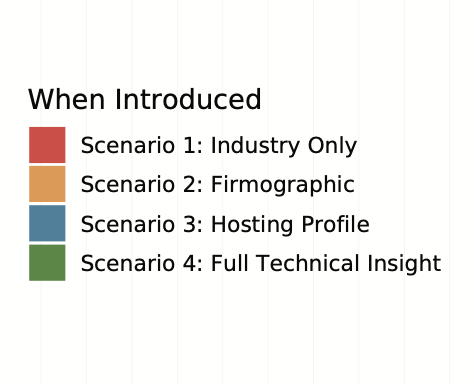 When Introduced
Scenario 1: Industry Only
Scenario 2: Firmographic
Scenario 3: Hosting Profile
Scenario 4: Full Technical Insight